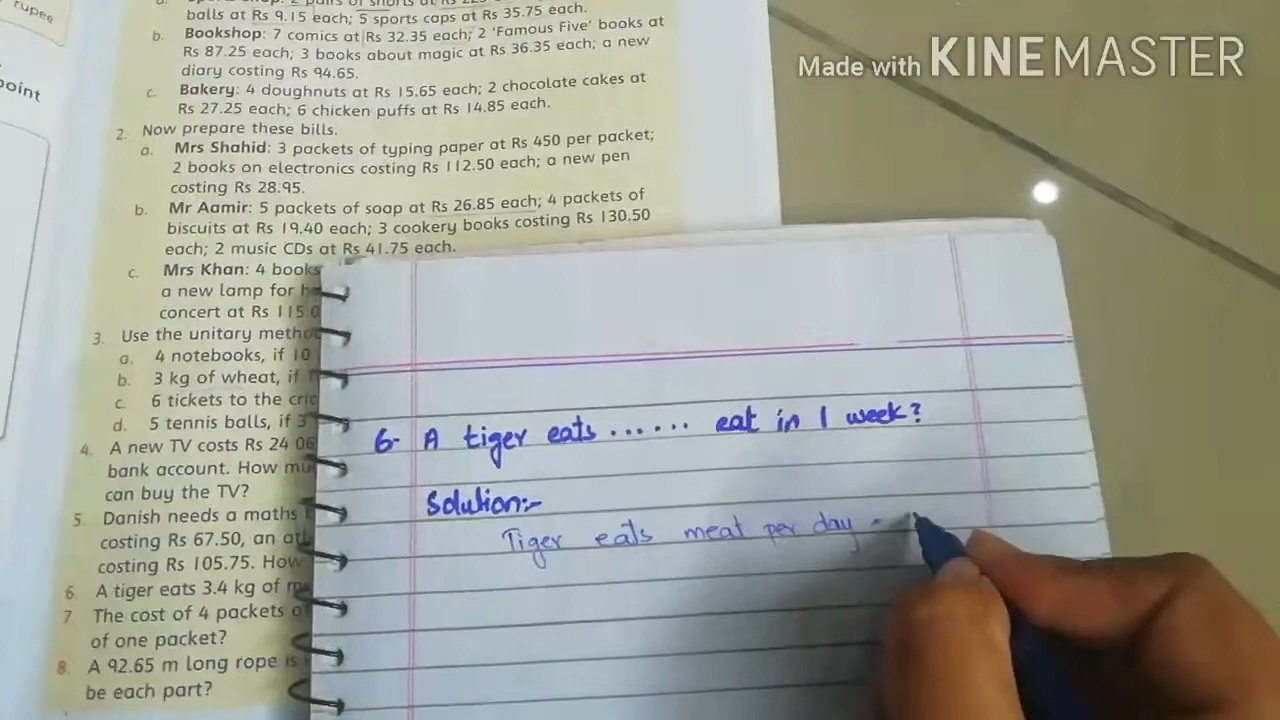 rupee
point
balls at Rs 9.15 each; 5 sports caps at Rs 35.75 each.
b. Bookshop: 7 comics at Rs 32.35 each; 2 'Famous Five' books at
Rs 87.25 each; 3 books about magic at Rs 36.35 each; a new
diary costing Rs 94.65.
c. Bakery: 4 doughnuts at Rs 15.65 each; 2 chocolate cakes at
Rs 27.25 each; 6 chicken puffs at Rs 14.85 each.
2. Now prepare these bills.
a. Mrs Shahid: 3 packets of typing paper at Rs 450 per packet;
2 books on electronics costing Rs 112.50 each; a new pen
costing Rs 28.95.
b. Mr Aamir: 5 packets of soap at Rs 26.85 each; 4 packets of
biscuits at Rs 19.40 each; 3 cookery books costing Rs 130.50
each; 2 music CDs at Rs 41.75 each.
c. Mrs Khan: 4 books
a new lamp for
concert at Rs 115
3. Use the unitary
a. 4 notebooks, if 10
b. 3 kg of wheat, if
c. 6 tickets to the
d. 5 tennis balls, if 3
4. A new TV costs Rs 24 06
bank account. How
can buy the TV?
5. Danish needs a maths
costing Rs 67.50, an
costing Rs 105.75. How
6. A tiger eats 3.4 kg of
7 The cost of 4 packets
of one packet?
8. A 92.65 m long rope is
be each part?
Made with KINEMASTER
6- A tiger eats ...... eat in 1 week?
Solution:-
Tiger eats meat per day =